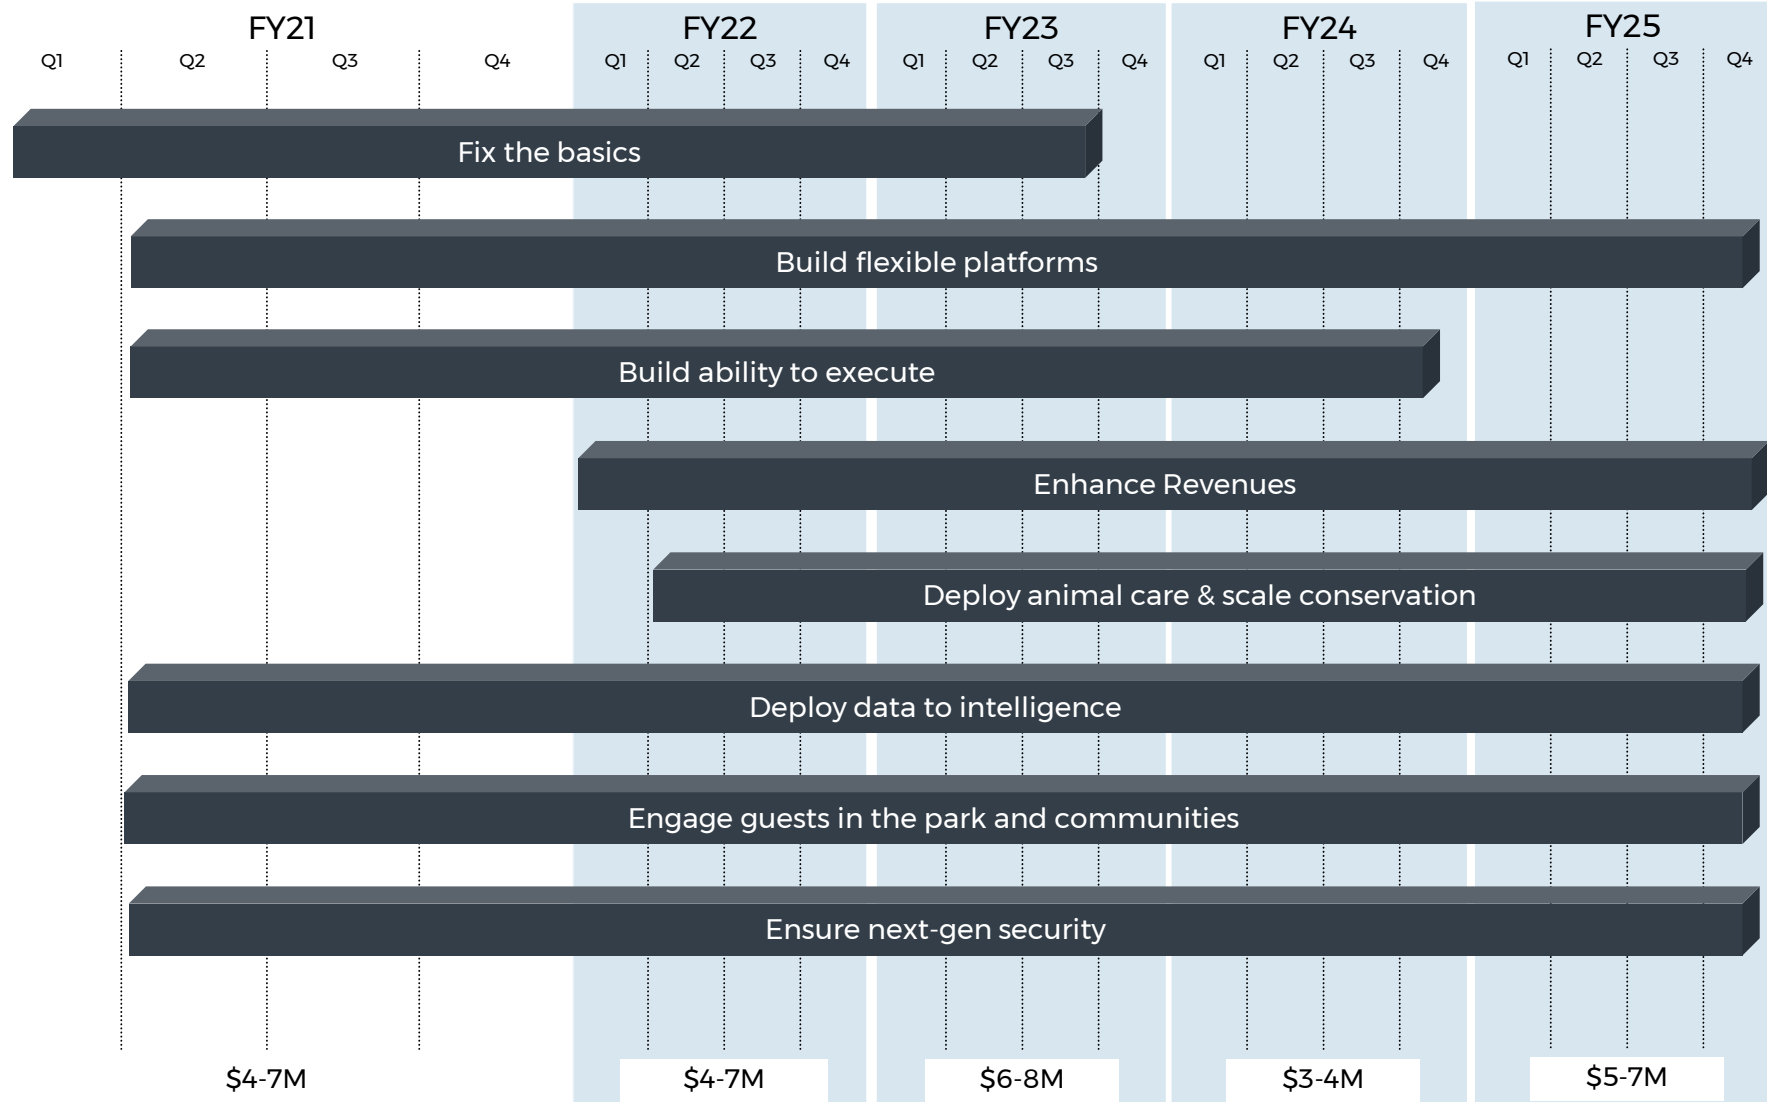 FY21 FY22 FY23 FY24 FY25
Q1 Q2 Q3 Q4 Q1 Q2 Q3 Q4 Q1 Q2 Q3 Q4 Q1 Q2 Q3 Q4 Q1 Q2 Q3 Q4
Fix the basics
Build flexible platforms
Build ability to execute
Enhance Revenues
Deploy animal care & scale conservation
Deploy data to intelligence
Engage guests in the park and communities
Ensure next-gen security
$4-7M $4-7M $6-8M $3-4M $5-7M